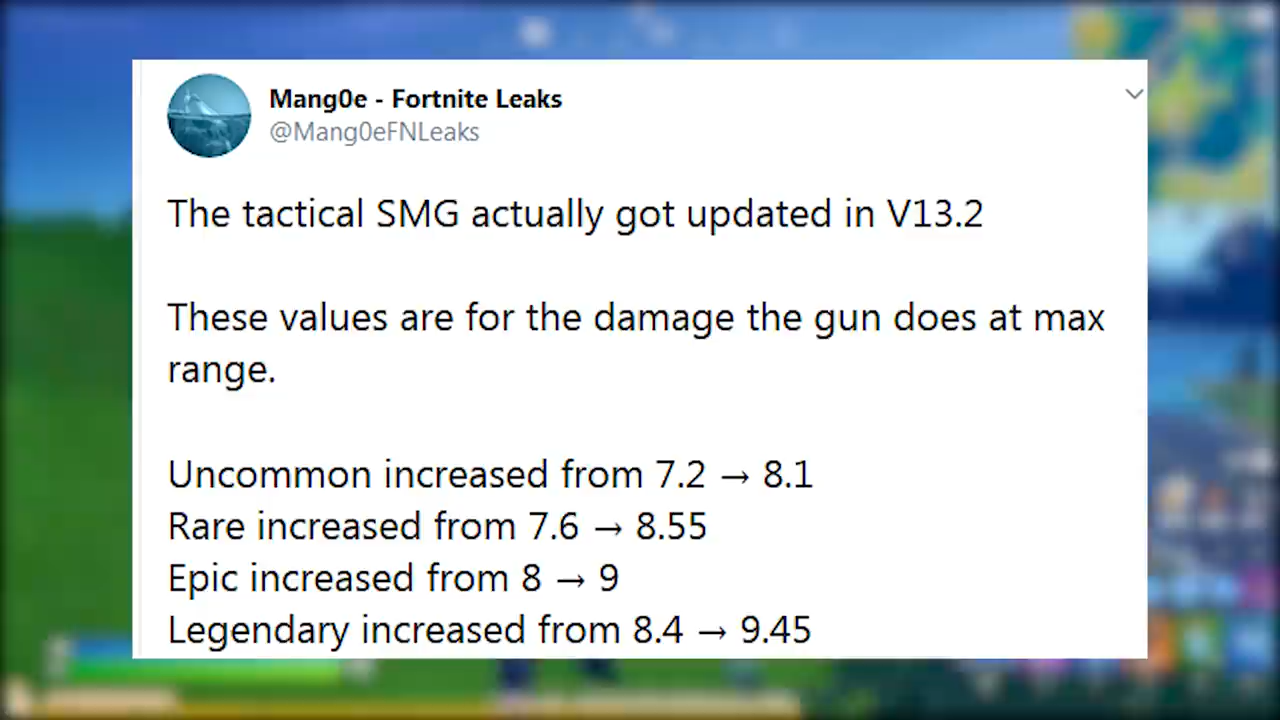 Mang0e - Fortnite Leaks
@Mang0eFNLeaks
The tactical SMG actually got updated in V13.2
These values are for the damage the gun does at max
range.
Uncommon increased from 7.2 → 8.1
Rare increased from 7.6 → 8.55
Epic increased from 8 → 9
Legendary increased from 8.4 → 9.45